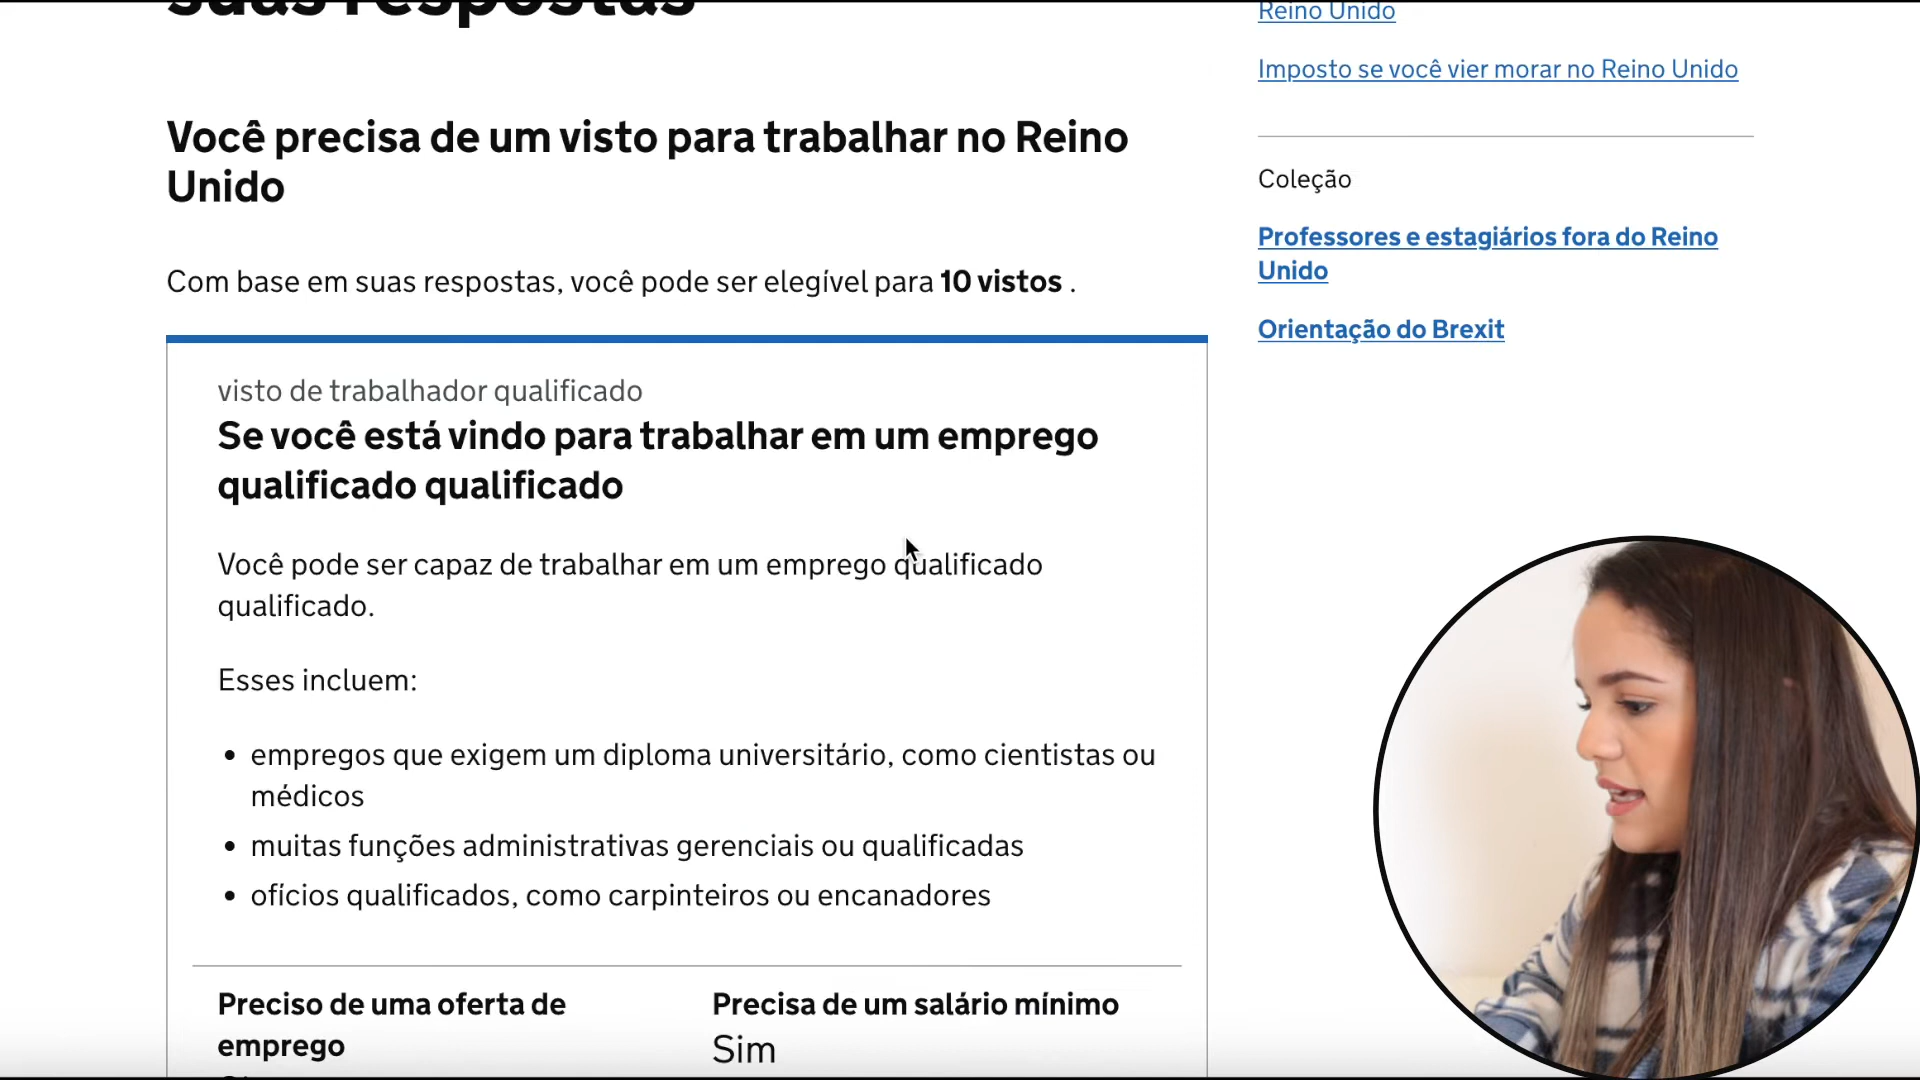 suas respostas
Você precisa de um visto para trabalhar no Reino
Unido
Com base em suas respostas, você pode ser elegível para 10 vistos .
visto de trabalhador qualificado
Se você está vindo para trabalhar em um emprego
qualificado qualificado
Você pode ser capaz de trabalhar em um emprego qualificado
qualificado.
Esses incluem:
• empregos que exigem um diploma universitário, como cientistas ou
médicos
• muitas funções administrativas gerenciais ou qualificadas
• ofícios qualificados, como carpinteiros ou encanadores
Preciso de uma oferta de
emprego
Precisa de um salário mínimo
Sim
Reino Unido
Imposto se você vier morar no Reino Unido
Coleção
Professores e estagiários fora do Reino
Unido
Orientação do Brexit